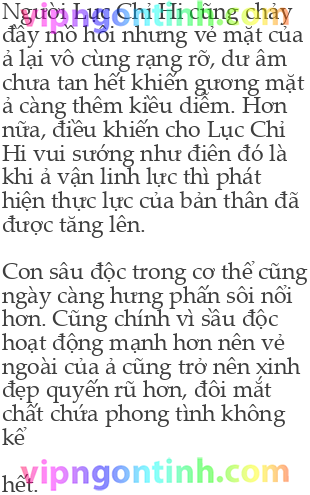 Người Lục Chỉ Hi cũng chảy
đầy mồ hôi nhưng vẻ mặt của
ả lại vô cùng rạng rỡ, dư âm
chưa tan hết khiến gương mặt
ả càng thêm kiều diễm. Hơn
nữa, điều khiến cho Lục Chỉ
Hi vui sướng như điên đó là
khi ả vận linh lực thì phát
hiện thực lực của bản thân đã
được tăng lên.
Con sâu độc trong cơ thể cũng
ngày càng hưng phấn sôi nổi
hơn. Cũng chính vì sầu độc
hoạt động mạnh hơn nên vẻ
ngoài của ả cũng trở nên xinh
đẹp quyến rũ hơn, đôi mắt
chất chứa phong tình không
kể
hết.
vipngontinh.com
vipngontinh.com